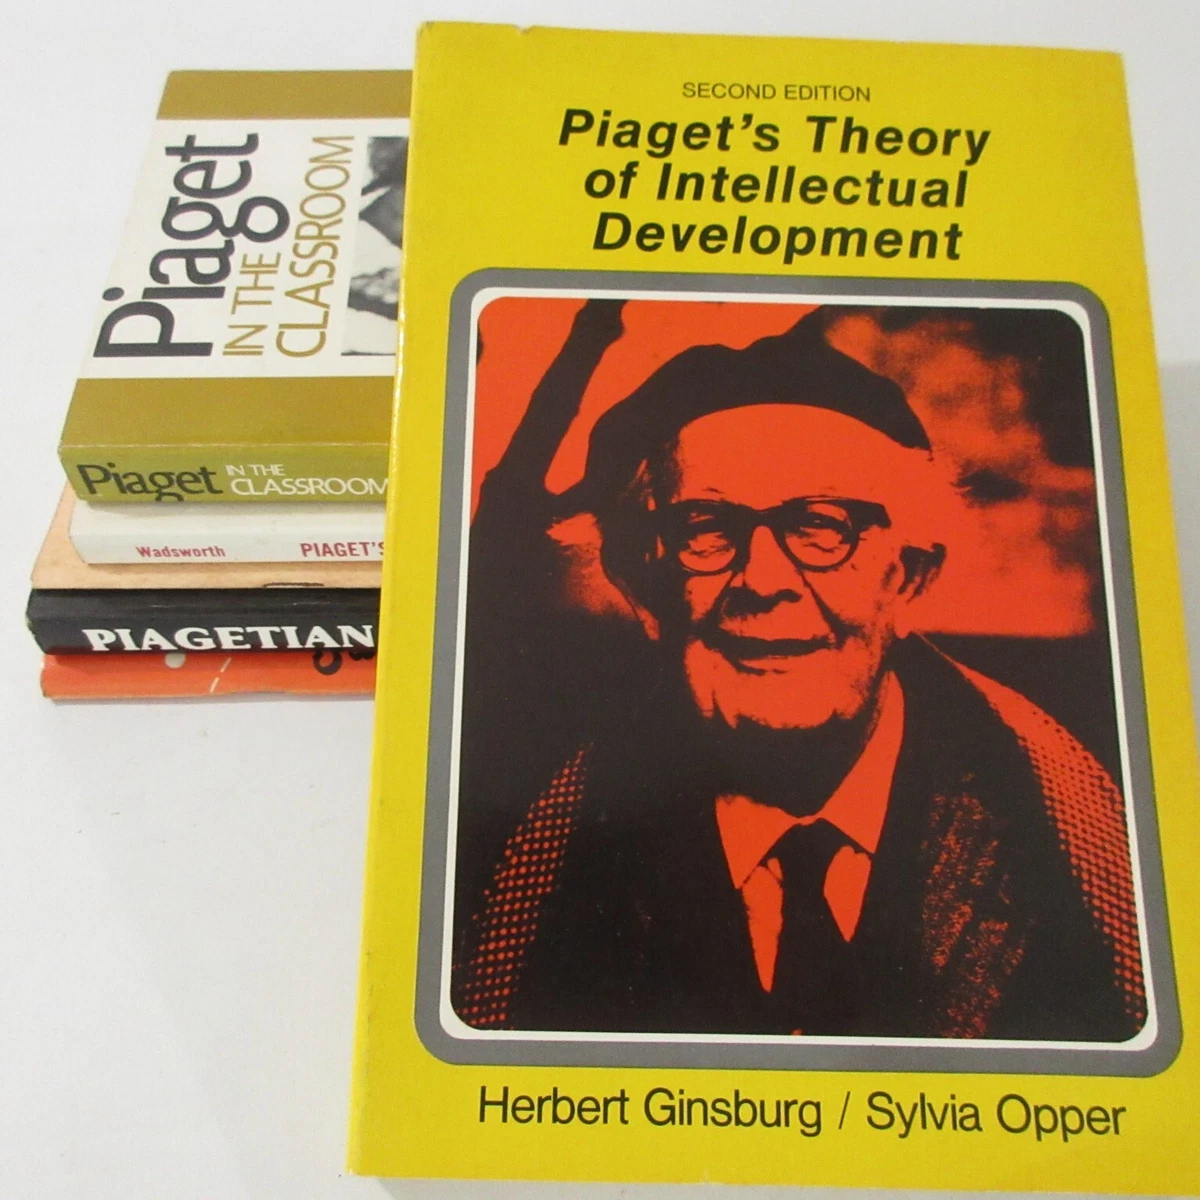 SECOND EDITION
Piaget's Theory
of Intellectual
Development
Herbert Ginsburg / Sylvia Opper
Piaget
IN THE
CLASSROOM
Piaget IN THE CLASSROOM
Wadsworth PIAGET'S
PIAGETIAN